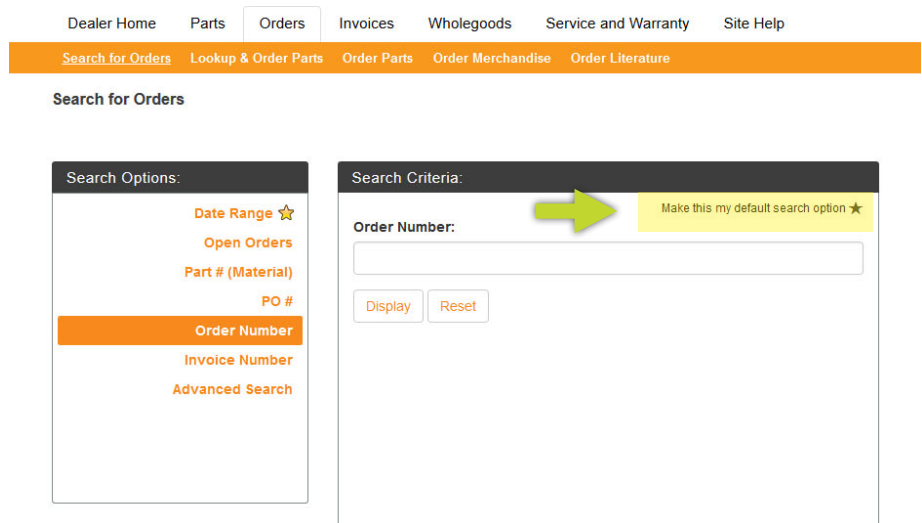 Dealer Home Parts Orders Invoices Wholegoods Service and Warranty Site Help
Search for Orders Lookup & Order Parts Order Parts Order Merchandise Order Literature
Search for Orders
Search Options:
Date Range
Open Orders
Part # (Material)
PO #
Order Number
Invoice Number
Advanced Search
Search Criteria:
Make this my default search option
Order Number:
Display Reset